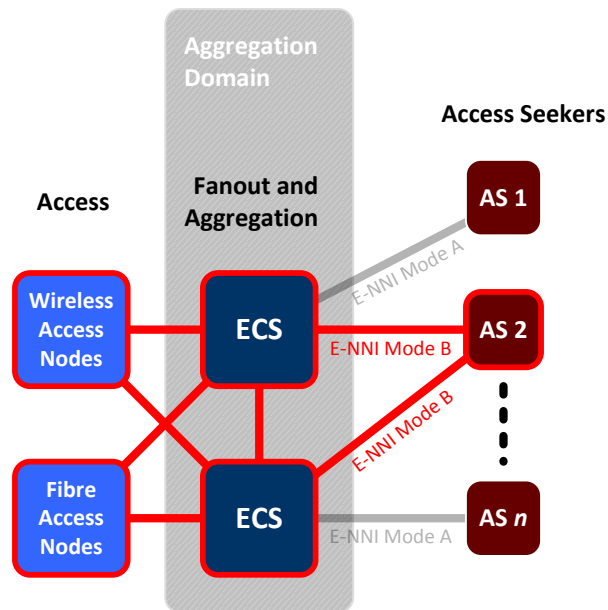 Aggregation
Domain
Access Seekers
Access
Fanout and
Aggregation
AS 1
E-NNI Mode A
Wireless
Access
Nodes
ECS
E-NNI Mode B
AS 2
E-NNI Mode B
Fibre
Access
Nodes
ECS
E-NNI Mode A
AS n